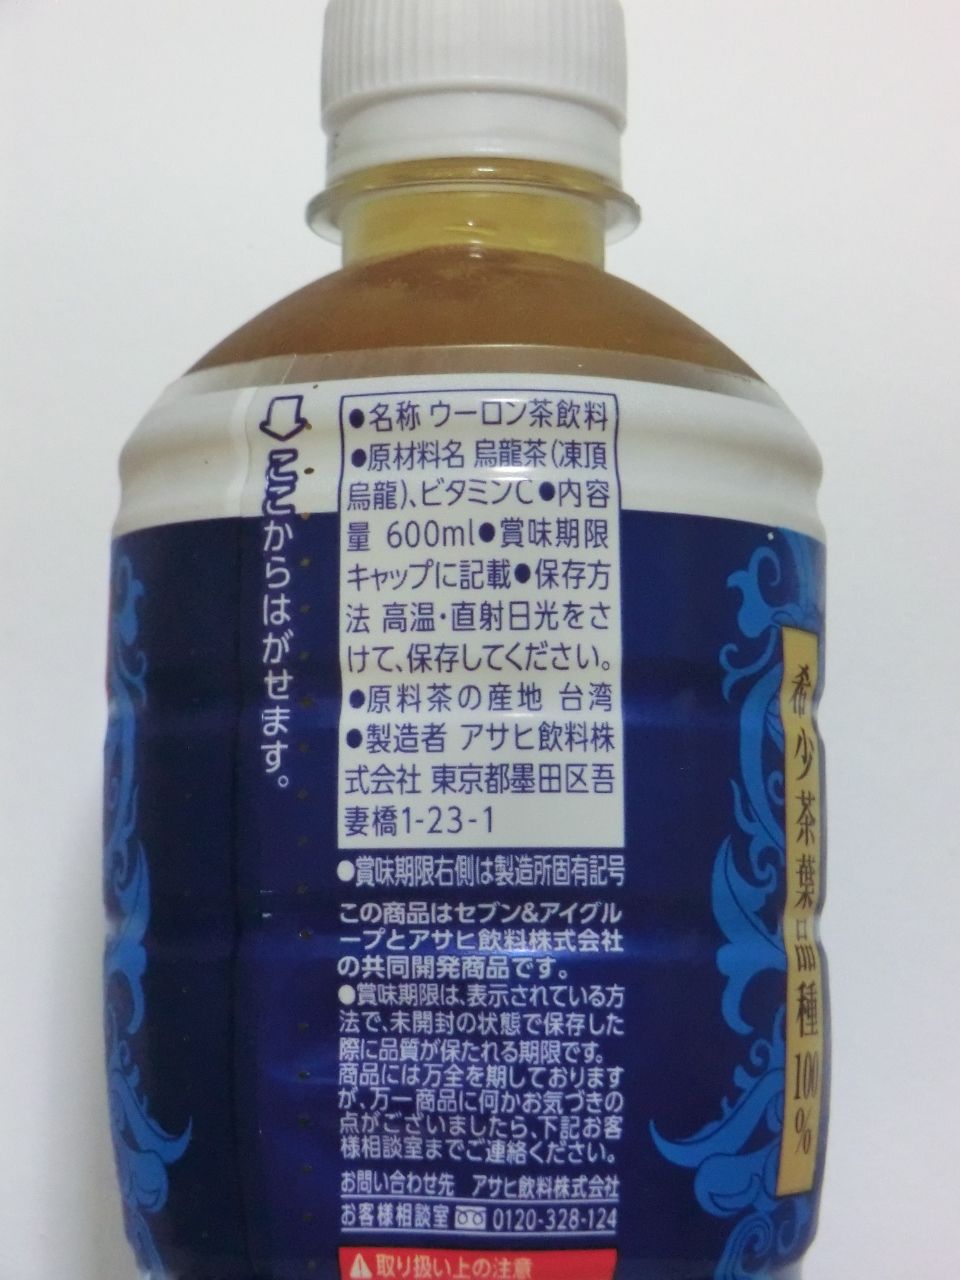 ●名称 ウーロン茶飲料
●原材料名 烏龍茶(凍頂
烏龍)、ビタミンC●内容
量 600ml●賞味期限
キャップに記載●保存方
法 高温・直射日光をさ
けて、保存してください。
●原料茶の産地 台湾
●製造者 アサヒ飲料株
式会社 東京都墨田区吾
妻橋1-23-1
●賞味期限右側は製造所固有記号
この商品はセブン&アイグル
ープとアサヒ飲料株式会社
の共同開発商品です。
●賞味期限は、表示されている方
法で、未開封の状態で保存した
際に品質が保たれる期限です。
商品には万全を期しております
が、万一商品に何かお気づきの
点がございましたら、下記お客
様相談室までご連絡ください。
お問い合わせ先 アサヒ飲料株式会社
お客様相談室 0120-328-124
取り扱い上の注意
ここからはがせます。
希少茶葉品種100%